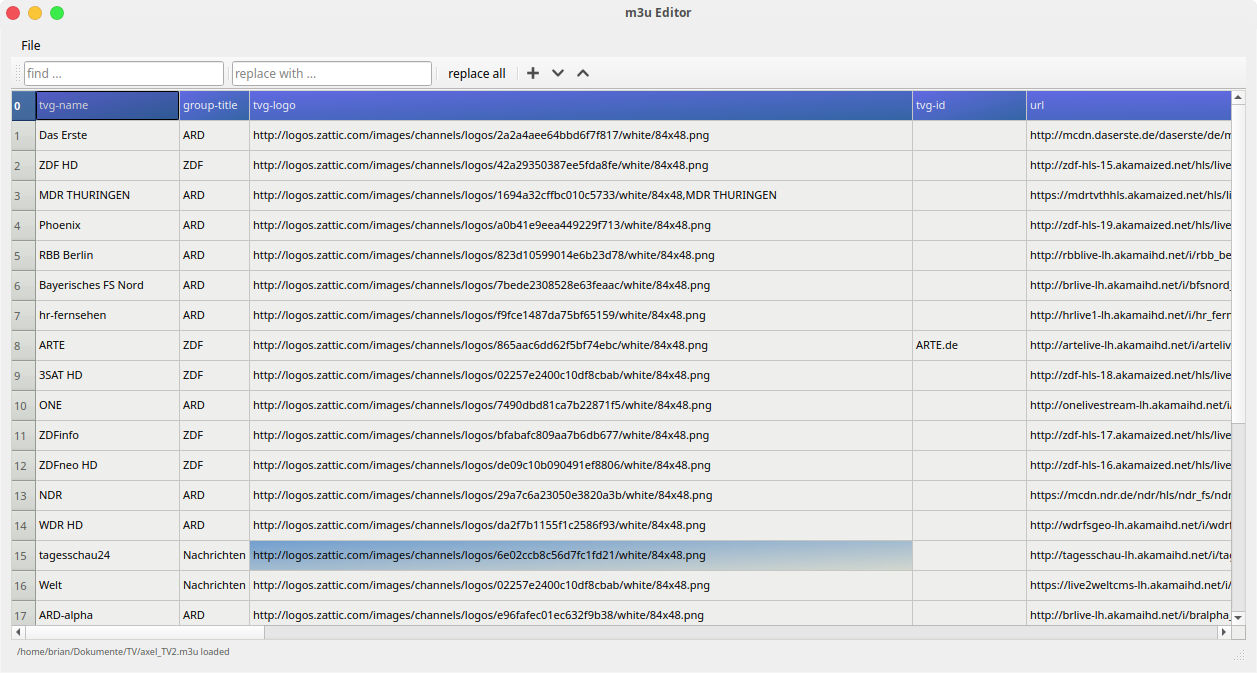 m3u Editor
File
find ... replace with ... replace all
0 tvg-name group-title tvg-logo tvg-id url
1 Das Erste ARD http://logos.zattic.com/images/channels/logos/2a2a4aee64bbd6f7f817/white/84x48.png http://mcdn.daserste.de/daserste/de/m
2 ZDF HD ZDF http://logos.zattic.com/images/channels/logos/42a29350387ee5fda8fe/white/84x48.png http://zdf-hls-15.akamaized.net/hls/live
3 MDR THURINGEN ARD http://logos.zattic.com/images/channels/logos/1694a32cffbc010c5733/white/84x48,MDR THURINGEN https://mdrtvthhls.akamaized.net/hls/li
4 Phoenix ARD http://logos.zattic.com/images/channels/logos/a0b41e9eea449229f713/white/84x48.png http://zdf-hls-19.akamaized.net/hls/live
5 RBB Berlin ARD http://logos.zattic.com/images/channels/logos/823d10599014e6b23d78/white/84x48.png http://rbblive-lh.akamaihd.net/i/rbb_be
6 Bayerisches FS Nord ARD http://logos.zattic.com/images/channels/logos/7bede2308528e63feaac/white/84x48.png http://brlive-lh.akamaihd.net/i/bfsnord_
7 hr-fernsehen ARD http://logos.zattic.com/images/channels/logos/f9fce1487da75bf65159/white/84x48.png http://hrlive1-lh.akamaihd.net/i/hr_fern
8 ARTE ZDF http://logos.zattic.com/images/channels/logos/865aac6dd62f5bf74ebc/white/84x48.png ARTE.de http://artelive-lh.akamaihd.net/i/arteliv
9 3SAT HD ZDF http://logos.zattic.com/images/channels/logos/02257e2400c10df8cbab/white/84x48.png http://zdf-hls-18.akamaized.net/hls/live
10 ONE ARD http://logos.zattic.com/images/channels/logos/7490dbd81ca7b22871f5/white/84x48.png http://onelivestream-lh.akamaihd.net/i/
11 ZDFinfo ZDF http://logos.zattic.com/images/channels/logos/bfabafc809aa7b6db677/white/84x48.png http://zdf-hls-17.akamaized.net/hls/live
12 ZDFneo HD ZDF http://logos.zattic.com/images/channels/logos/de09c10b090491ef8806/white/84x48.png http://zdf-hls-16.akamaized.net/hls/live
13 NDR ARD http://logos.zattic.com/images/channels/logos/29a7c6a23050e3820a3b/white/84x48.png https://mcdn.ndr.de/ndr/hls/ndr_fs/ndr
14 WDR HD ARD http://logos.zattic.com/images/channels/logos/da2f7b1155f1c2586f93/white/84x48.png http://wdrfsgeo-lh.akamaihd.net/i/wdrf
15 tagesschau24 Nachrichten http://logos.zattic.com/images/channels/logos/6e02ccb8c56d7fc1fd21/white/84x48.png http://tagesschau-lh.akamaihd.net/i/ta
16 Welt Nachrichten http://logos.zattic.com/images/channels/logos/02257e2400c10df8cbab/white/84x48.png https://live2weltcms-lh.akamaihd.net/i/
17 ARD-alpha ARD http://logos.zattic.com/images/channels/logos/e96fafec01ec632f9b38/white/84x48.png http://brlive-lh.akamaihd.net/i/bralpha_
/home/brian/Dokumente/TV/axel_TV2.m3u loaded